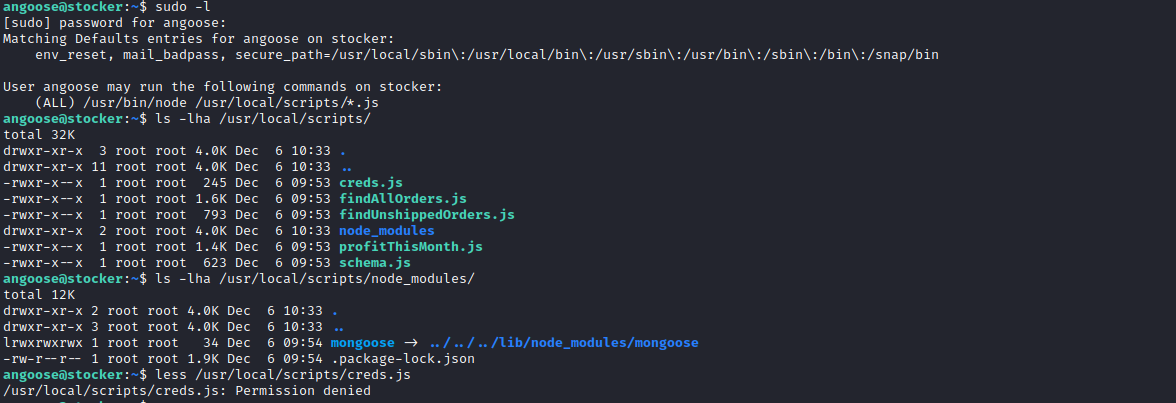 angoose@stocker:~$ sudo -l
[sudo] password for angoose:
Matching Defaults entries for angoose on stocker:
    env_reset, mail_badpass, secure_path=/usr/local/sbin\:/usr/local/bin\:/usr/sbin\:/usr/bin\:/sbin\:/bin\:/snap/bin

User angoose may run the following commands on stocker:
    (ALL) /usr/bin/node /usr/local/scripts/*.js
angoose@stocker:~$ ls -lha /usr/local/scripts/
total 32K
drwxr-xr-x  3 root root 4.0K Dec  6 10:33 .
drwxr-xr-x 11 root root 4.0K Dec  6 10:33 ..
-rwxr-x--x  1 root root  245 Dec  6 09:53 creds.js
-rwxr-x--x  1 root root 1.6K Dec  6 09:53 findAllOrders.js
-rwxr-x--x  1 root root  793 Dec  6 09:53 findUnshippedOrders.js
drwxr-xr-x  2 root root 4.0K Dec  6 10:33 node_modules
-rwxr-x--x  1 root root 1.4K Dec  6 09:53 profitThisMonth.js
-rwxr-x--x  1 root root  623 Dec  6 09:53 schema.js
angoose@stocker:~$ ls -lha /usr/local/scripts/node_modules/
total 12K
drwxr-xr-x 2 root root 4.0K Dec  6 10:33 .
drwxr-xr-x 3 root root 4.0K Dec  6 10:33 ..
lrwxrwxrwx 1 root root   34 Dec  6 09:54 mongoose -> ../../../lib/node_modules/mongoose
-rw-r--r-- 1 root root 1.9K Dec  6 09:54 .package-lock.json
angoose@stocker:~$ less /usr/local/scripts/creds.js
/usr/local/scripts/creds.js: Permission denied